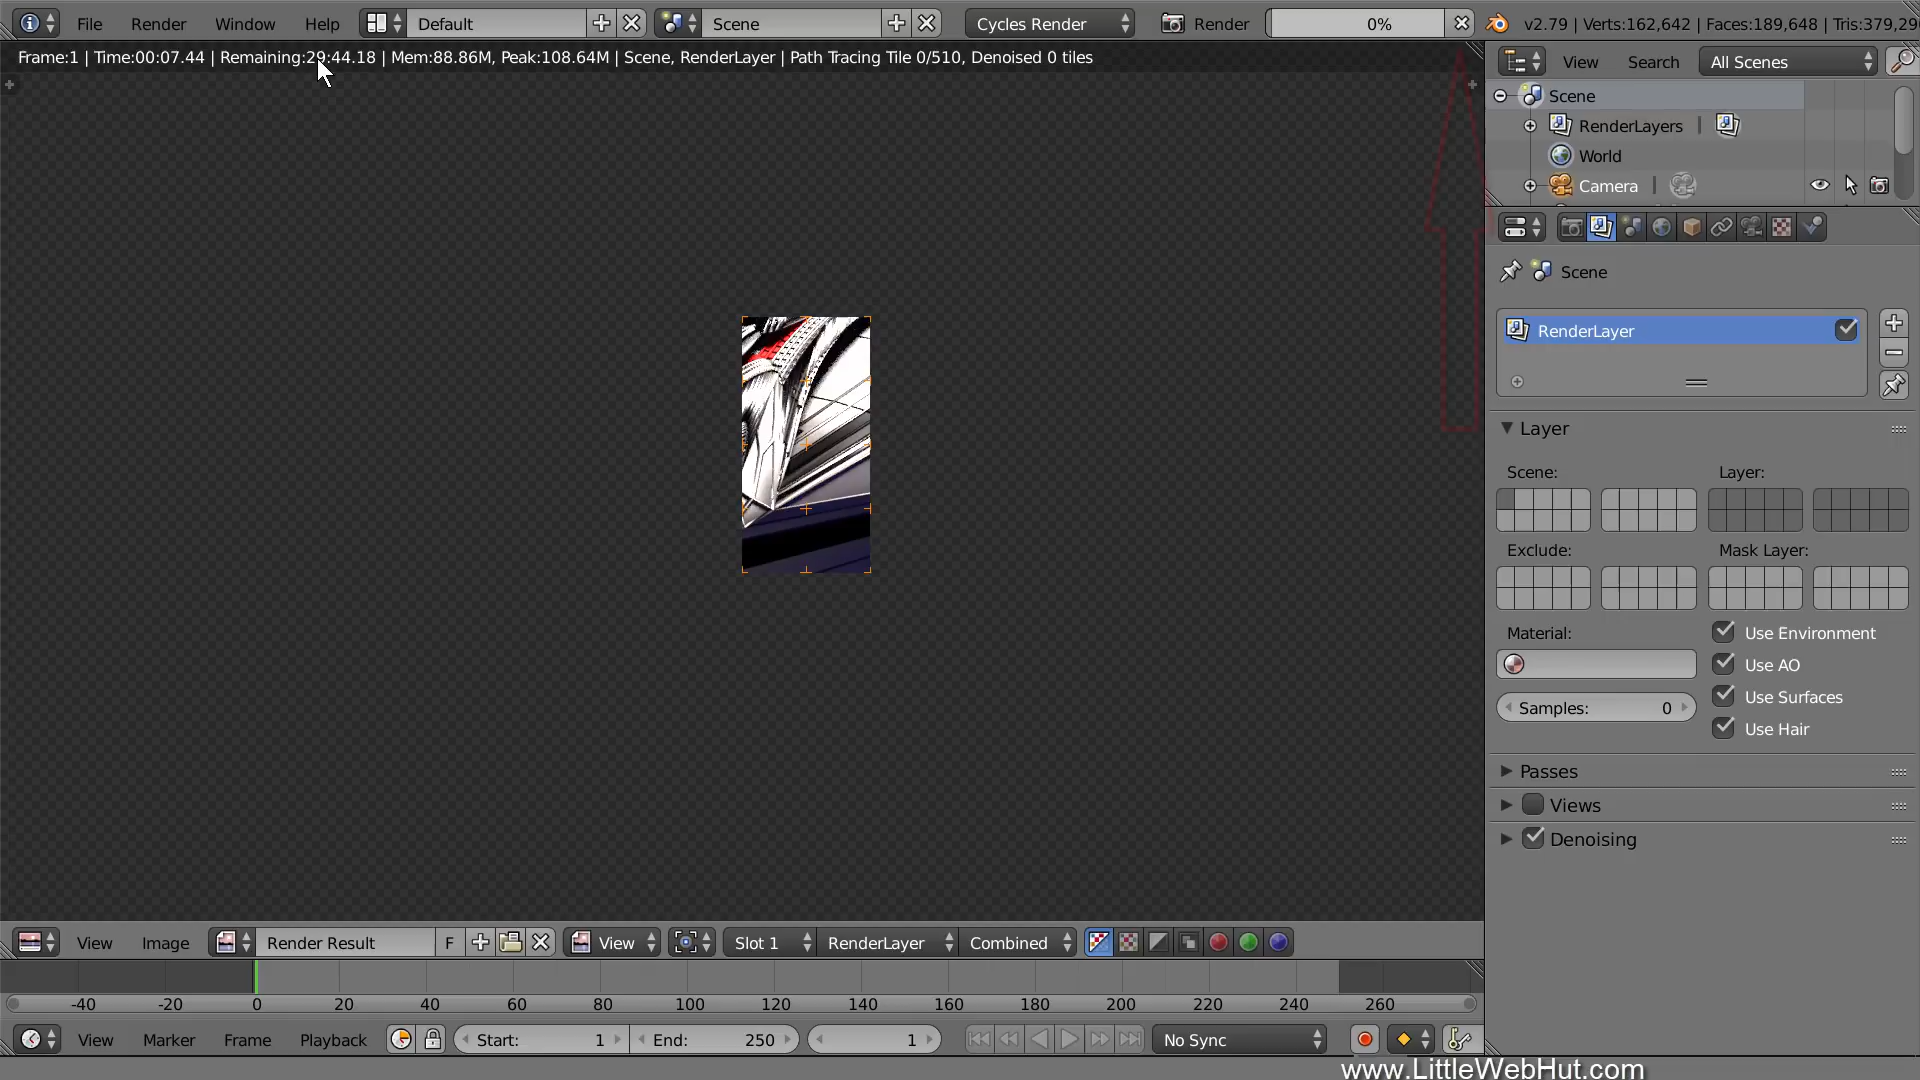 File Render Window Help Default Scene Cycles Render Render 0% v2.79 | Verts:162,642 | Faces:189,648 | Tris:379,29
Frame:1 | Time:00:07.44 | Remaining:29:44.18 | Mem:88.86M, Peak:108.64M | Scene, RenderLayer | Path Tracing Tile 0/510, Denoised 0 tiles
View Search All Scenes
Scene
RenderLayers |
World
Camera |
Scene
RenderLayer
Layer
Scene: Layer:
Exclude: Mask Layer:
Material: Use Environment
Use AO
Use Surfaces
Samples: 0
Use Hair
Passes
Views
Denoising
View Image Render Result F View Slot 1 RenderLayer Combined
-40 -20 0 20 40 60 80 100 120 140 160 180 200 220 240 260
View Marker Frame Playback Start: 1 End: 250 1 No Sync
www.LittleWebHut.com